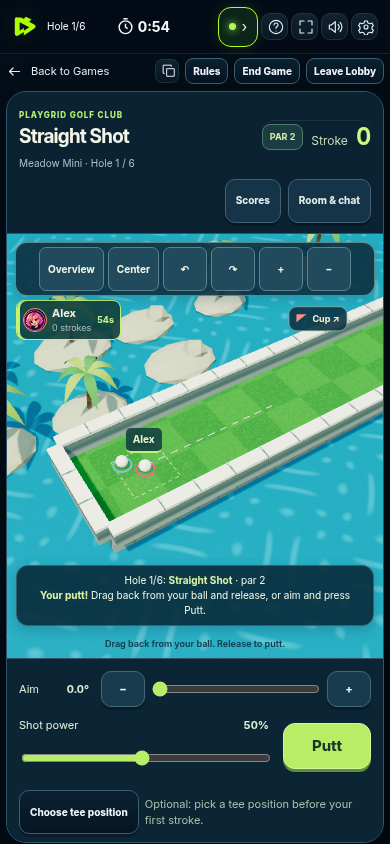 Hole 1/6
0:54
›
Back to Games
Rules
End Game
Leave Lobby
PLAYGRID GOLF CLUB
Straight Shot
PAR 2
Stroke 0
Meadow Mini · Hole 1 / 6
Scores
Room & chat
Overview
Center
↶
↷
+
−
Alex
0 strokes
54s
Cup ↗
Alex
Hole 1/6: Straight Shot · par 2
Your putt! Drag back from your ball and release, or aim and press
Putt.
Drag back from your ball. Release to putt.
Aim
0.0°
−
+
Shot power
50%
Putt
Choose tee position
Optional: pick a tee position before your
first stroke.